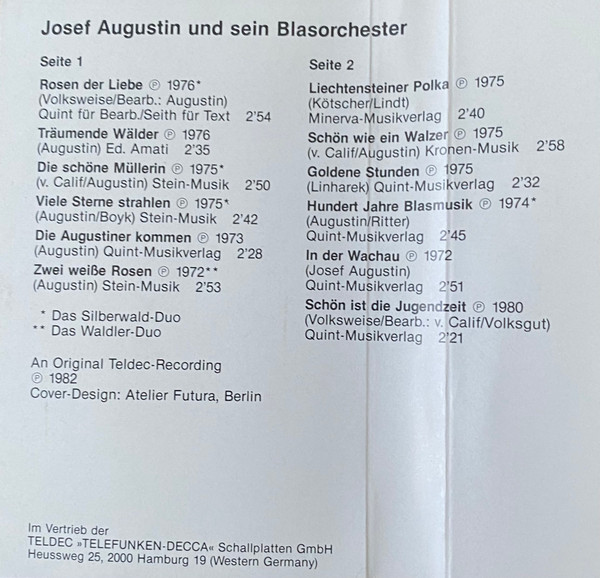 Josef Augustin und sein Blasorchester
Seite 1
Rosen der Liebe ℗ 1976*
(Volksweise/Bearb.: Augustin)
Quint für Bearb./Seith für Text 2'54
Träumende Wälder ℗ 1976
(Augustin) Ed. Amati 2'35
Die schöne Müllerin ℗ 1975*
(v. Calif/Augustin) Stein-Musik 2'50
Viele Sterne strahlen ℗ 1975*
(Augustin/Boyk) Stein-Musik 2'42
Die Augustiner kommen ℗ 1973
(Augustin) Quint-Musikverlag 2'28
Zwei weiße Rosen ℗ 1972**
(Augustin) Stein-Musik 2'53
* Das Silberwald-Duo
** Das Waldler-Duo
An Original Teldec-Recording
℗ 1982
Cover-Design: Atelier Futura, Berlin
Seite 2
Liechtensteiner Polka ℗ 1975
(Kötscher/Lindt)
Minerva-Musikverlag 2'40
Schön wie ein Walzer ℗ 1975
(v. Calif/Augustin) Kronen-Musik 2'58
Goldene Stunden ℗ 1975
(Linharek) Quint-Musikverlag 2'32
Hundert Jahre Blasmusik ℗ 1974*
(Augustin/Ritter)
Quint-Musikverlag 2'45
In der Wachau ℗ 1972
(Josef Augustin)
Quint-Musikverlag 2'51
Schön ist die Jugendzeit ℗ 1980
(Volksweise/Bearb.: v. Calif/Volksgut)
Quint-Musikverlag 2'21
Im Vertrieb der
TELDEC »TELEFUNKEN-DECCA« Schallplatten GmbH
Heussweg 25, 2000 Hamburg 19 (Western Germany)